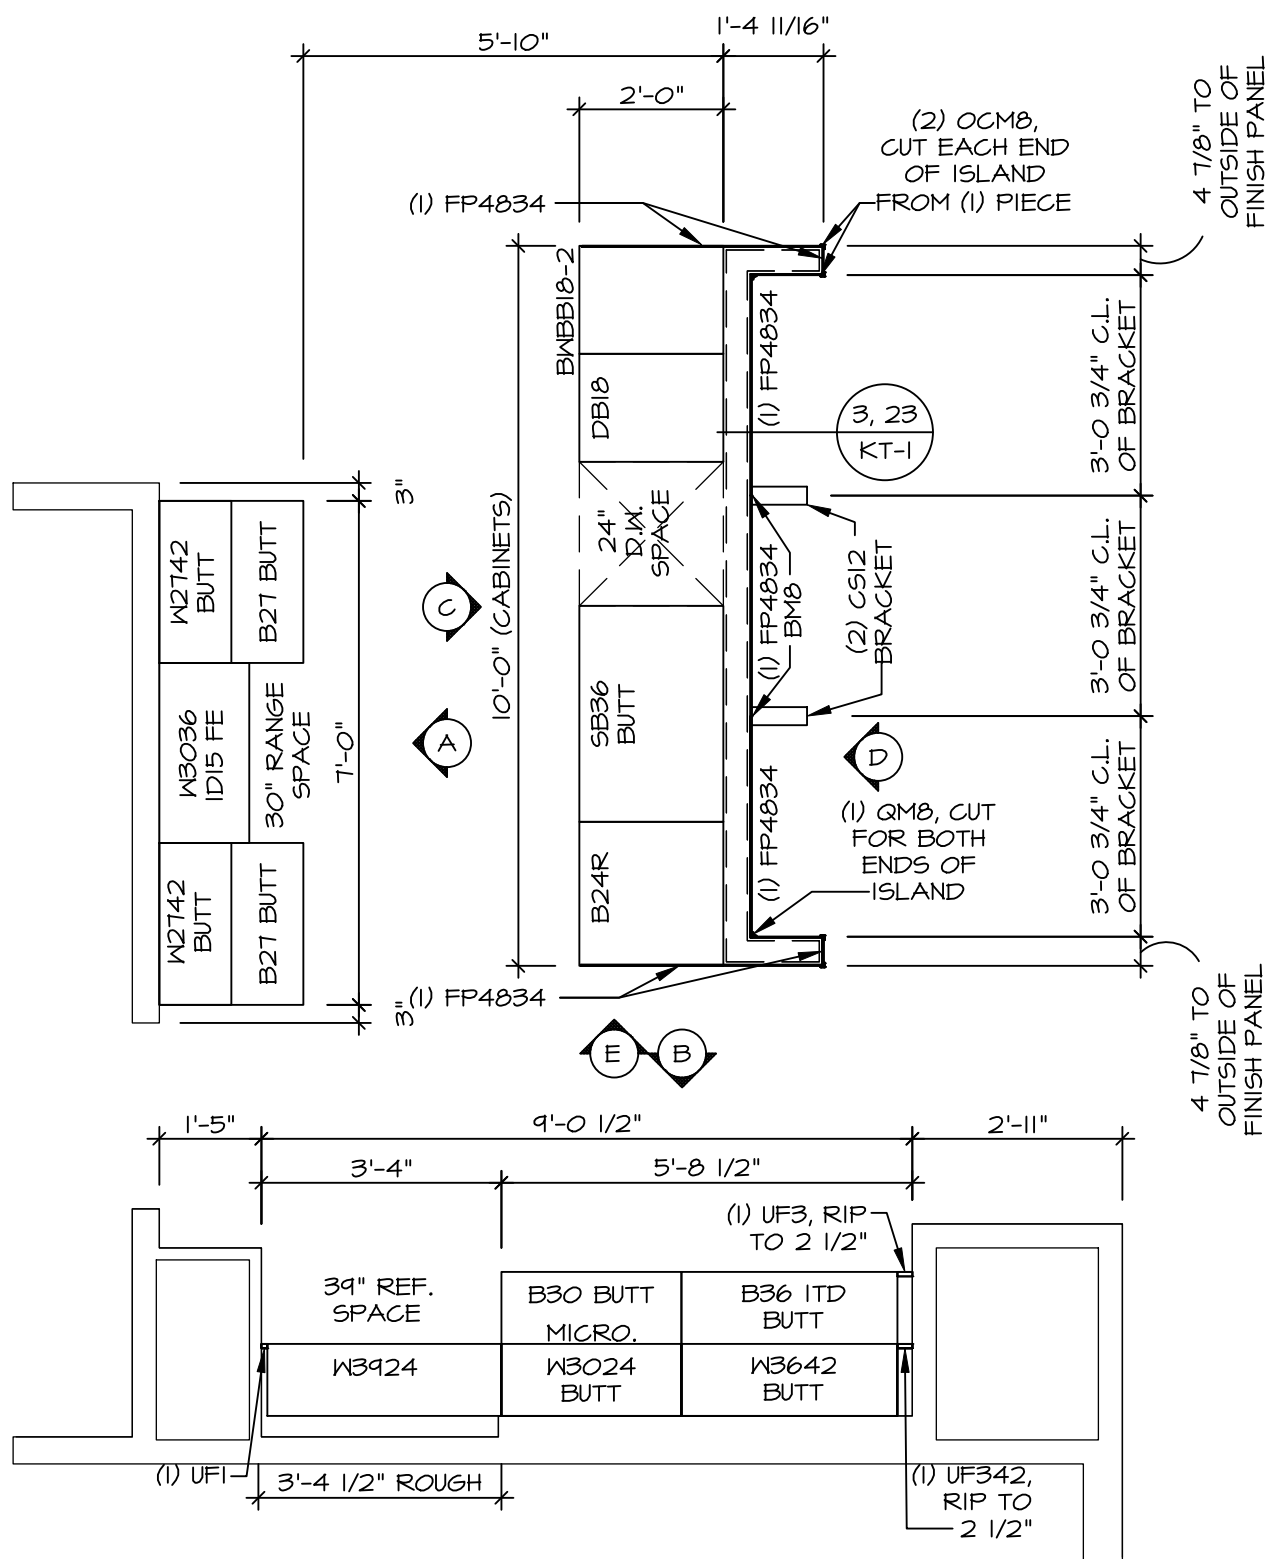 1'-4 11/16"
5'-10"
2'-0"
(2) OCM8,
CUT EACH END
OF ISLAND
FROM (1) PIECE
4 7/8" TO
OUTSIDE OF
FINISH PANEL
(1) FP4834
BWBB18-2
DB18
24"
D.W.
SPACE
SB36
BUTT
B24R
10'-0" (CABINETS)
(1) FP4834
(1) FP4834
(1) FP4834
BM8
(2) CS12
BRACKET
3, 23
KT-1
3'-0 3/4" C.L.
OF BRACKET
3'-0 3/4" C.L.
OF BRACKET
3'-0 3/4" C.L.
OF BRACKET
3"
W2742
BUTT
B27 BUTT
W3036
1D15 FE
30" RANGE
SPACE
7'-0"
W2742
BUTT
B27 BUTT
3"
C
A
D
(1) QM8, CUT
FOR BOTH
ENDS OF
ISLAND
(1) FP4834
E
B
4 7/8" TO
OUTSIDE OF
FINISH PANEL
1'-5"
9'-0 1/2"
2'-11"
3'-4"
5'-8 1/2"
(1) UF3, RIP
TO 2 1/2"
39" REF.
SPACE
B30 BUTT
MICRO.
B36 1TD
BUTT
W3924
W3024
BUTT
W3642
BUTT
(1) UF1
3'-4 1/2" ROUGH
(1) UF342,
RIP TO
2 1/2"